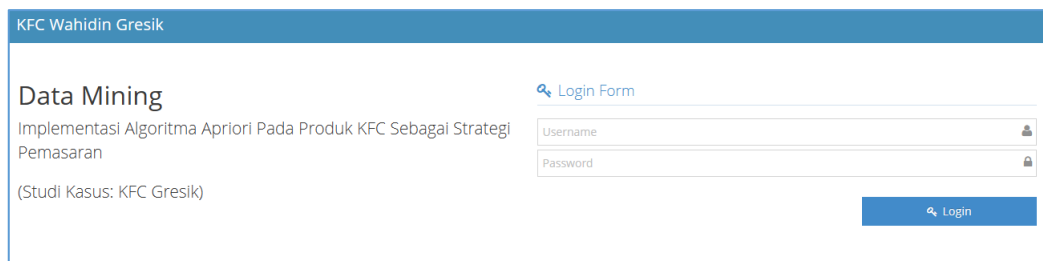 KFC Wahidin Gresik
Data Mining
Implementasi Algoritma Apriori Pada Produk KFC Sebagai Strategi
Pemasaran
(Studi Kasus: KFC Gresik)
Login Form
Username
Password
Login